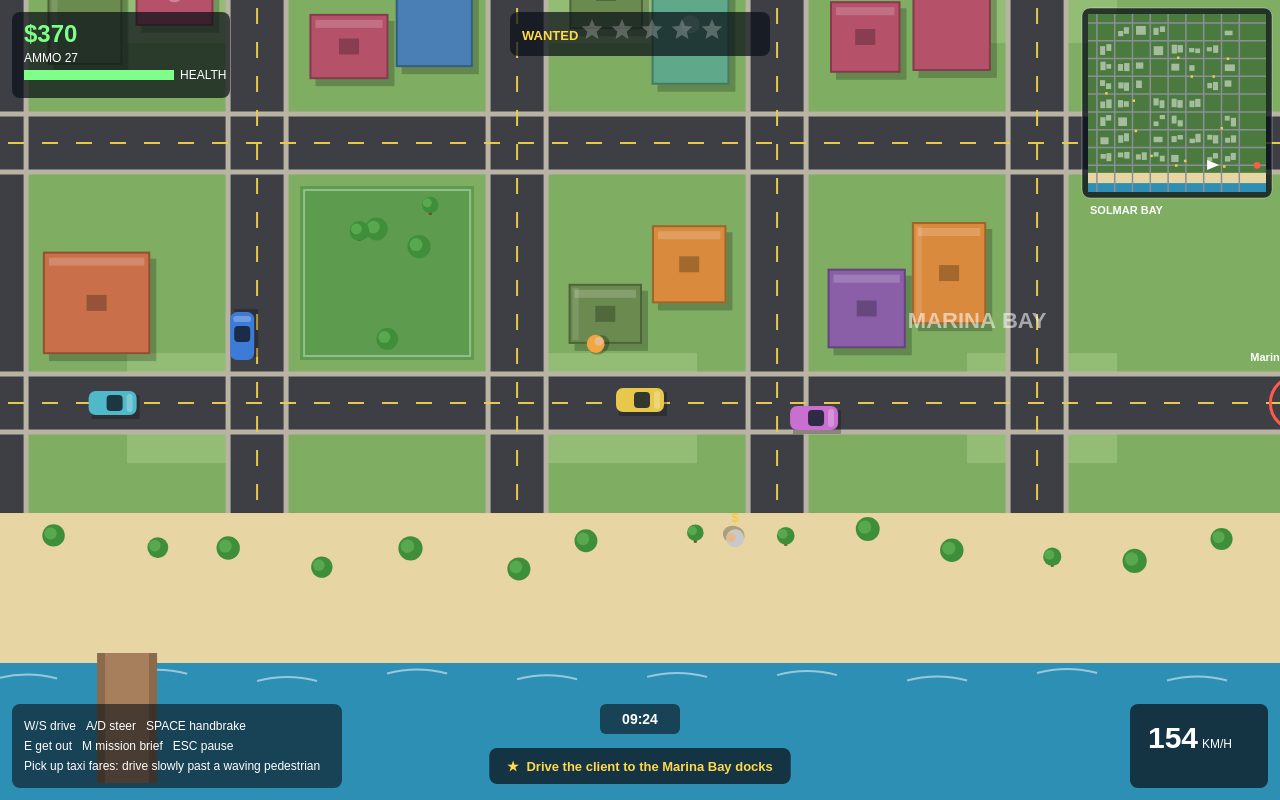 $370
AMMO 27
HEALTH
WANTED
SOLMAR BAY
MARINA BAY
Marin
$
W/S drive A/D steer SPACE handbrake
E get out M mission brief ESC pause
Pick up taxi fares: drive slowly past a waving pedestrian
09:24
★ Drive the client to the Marina Bay docks
154 KM/H